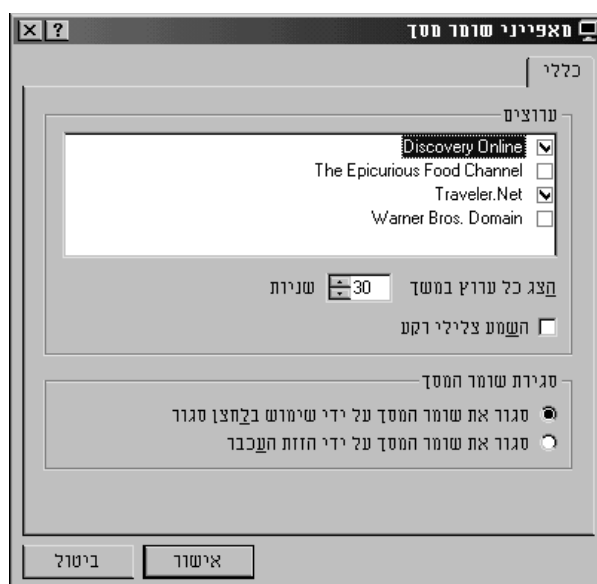 מאפייני שומר מסך
כללי
ערוצים
Discovery Online
The Epicurious Food Channel
Traveler.Net
Warner Bros. Domain
הצג כל ערוץ במשך 30 שניות
השמע צלילי רקע
סגירת שומר המסך
סגור את שומר המסך על ידי שימוש בלחצן סגור
סגור את שומר המסך על ידי הזזת העכבר
אישור ביטול